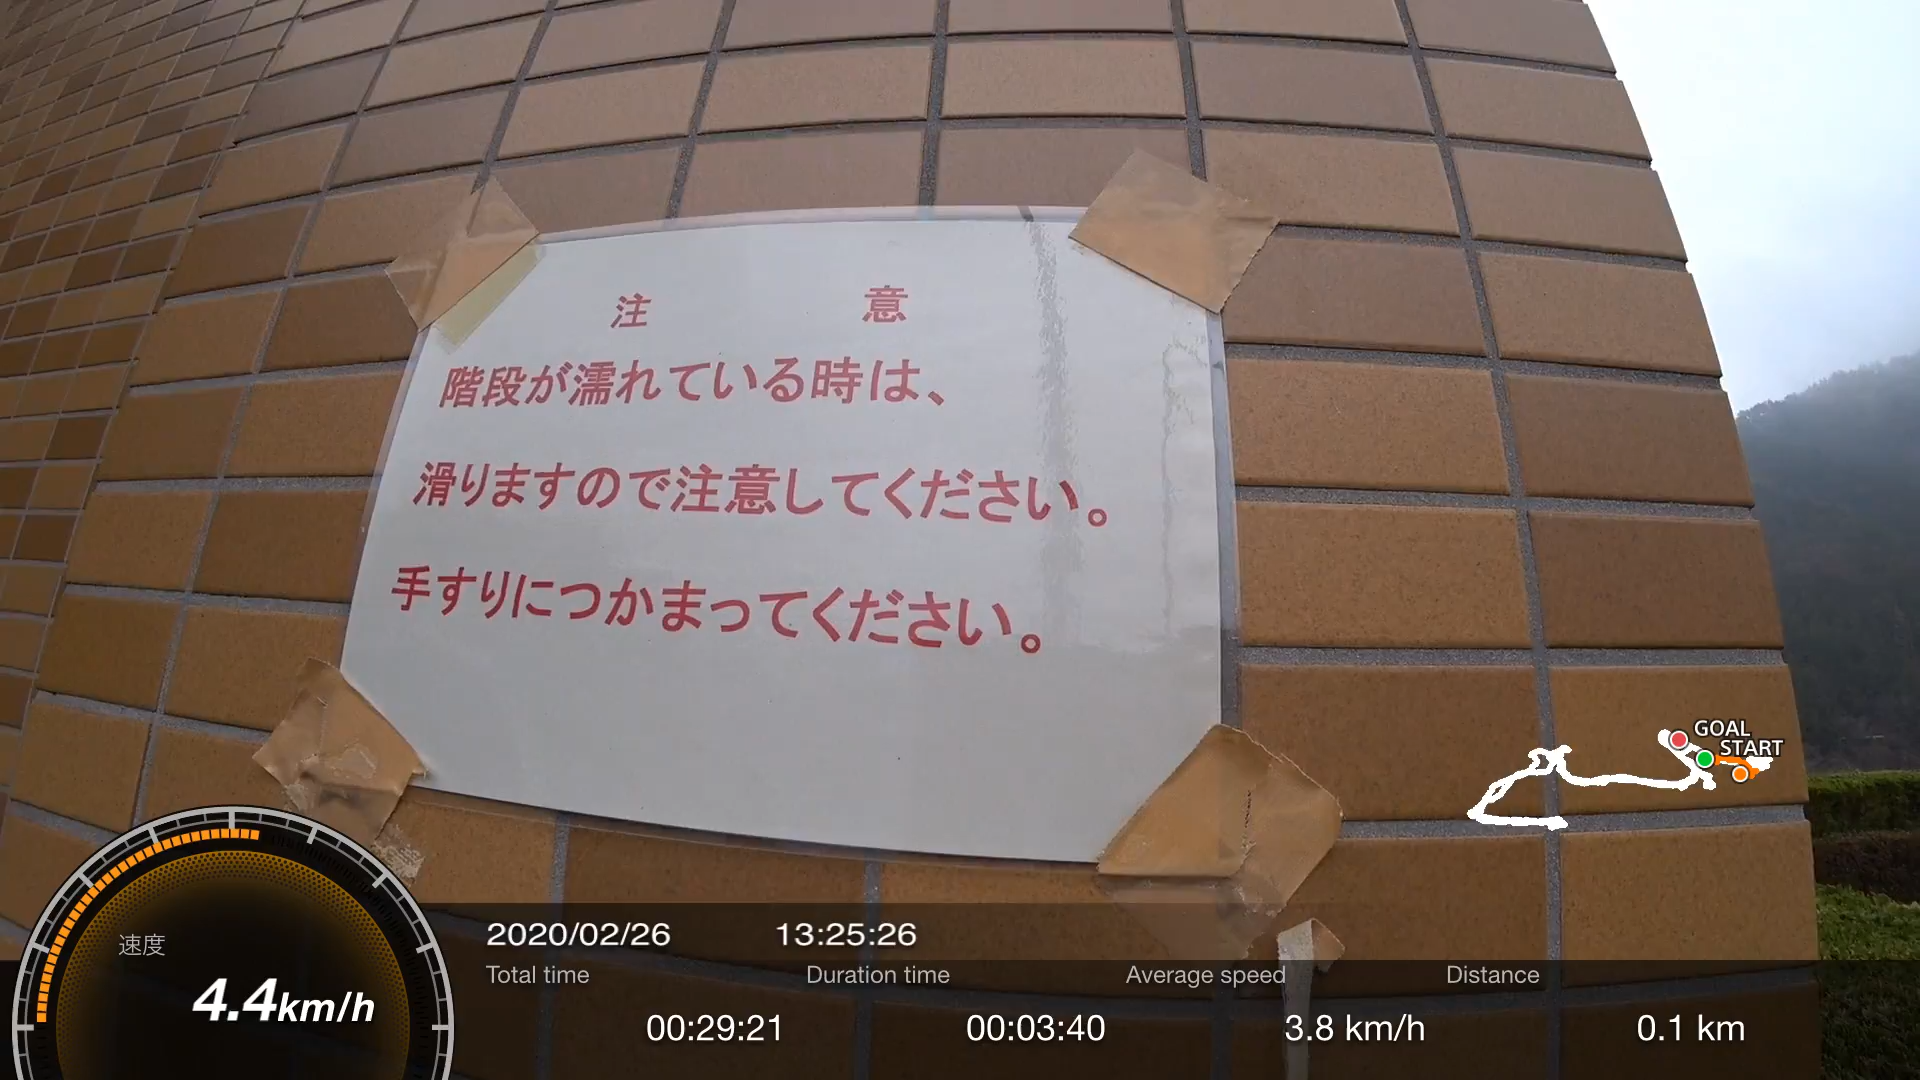 注 意
階段が濡れている時は、
滑りますので注意してください。
手すりにつかまってください。
GOAL
START
速度
4.4km/h
2020/02/26 13:25:26
Total time Duration time Average speed Distance
00:29:21 00:03:40 3.8 km/h 0.1 km